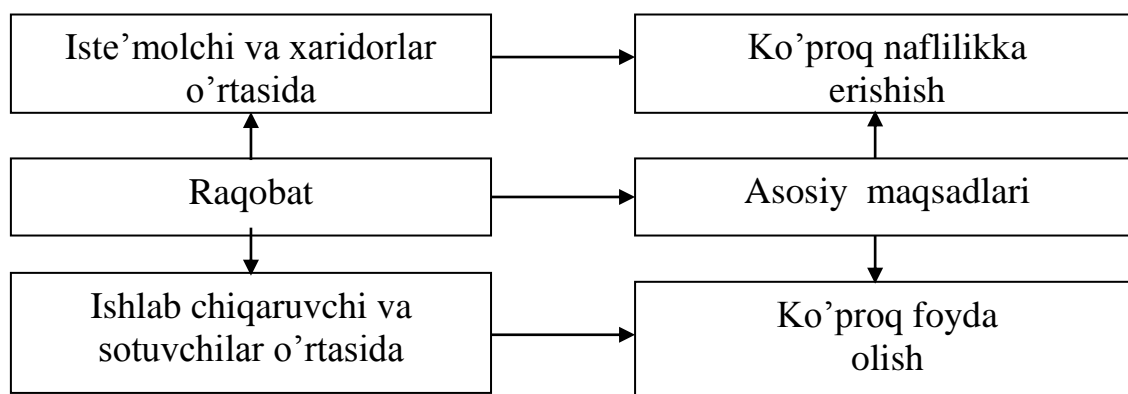 Iste’molchi va xaridorlar
o’rtasida
Ko’proq naflilikka
erishish
Raqobat
Asosiy maqsadlari
Ishlab chiqaruvchi va
sotuvchilar o’rtasida
Ko’proq foyda
olish